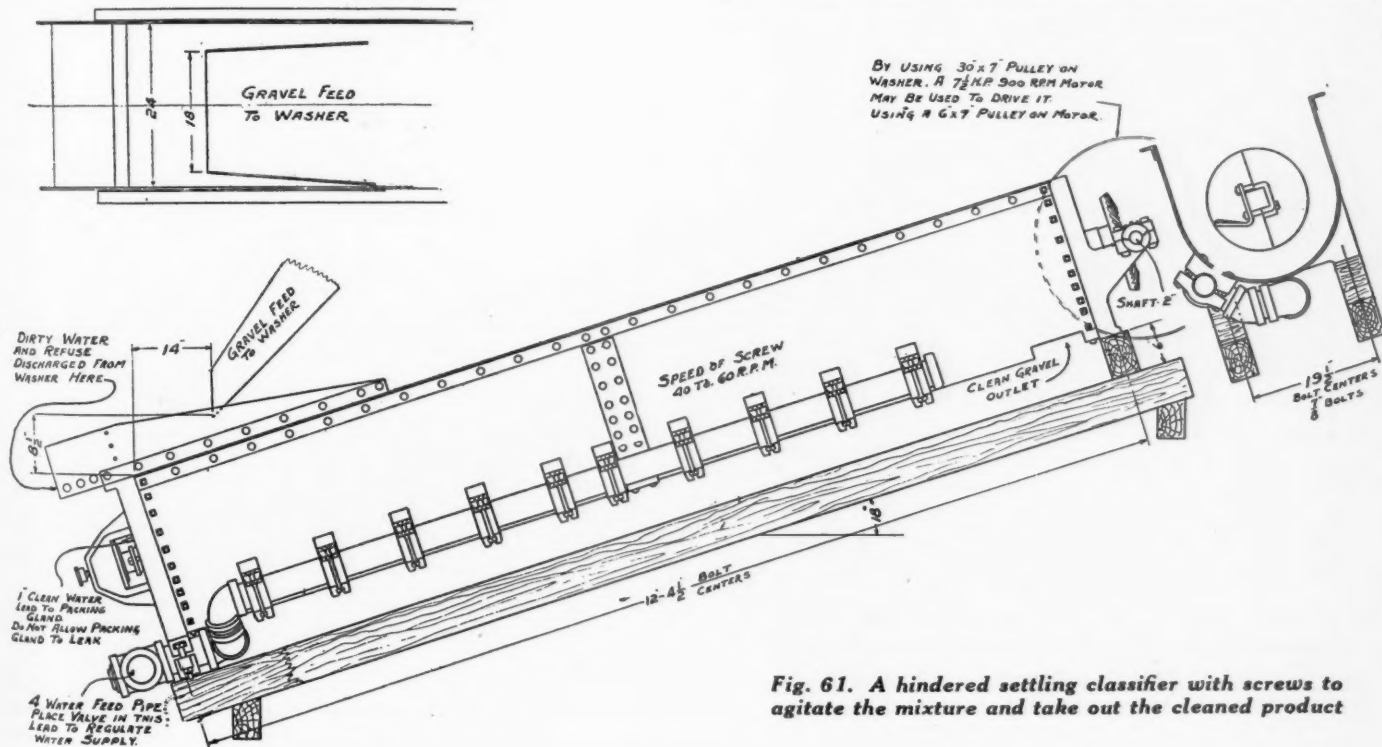 24"
18"
GRAVEL FEED
TO WASHER
BY USING 30"x7" PULLEY ON
WASHER. A 7½ H.P. 900 RPM MOTOR
MAY BE USED TO DRIVE IT.
USING A 6"x7" PULLEY ON MOTOR.
DIRTY WATER
AND REFUSE
DISCHARGED FROM
WASHER HERE
14"
GRAVEL FEED
TO WASHER
8½"
SPEED OF SCREW
40 TO 60 R.P.M.
SHAFT-2"
6"
CLEAN GRAVEL
OUTLET
19½"
BOLT CENTERS
⅞ BOLTS
18°
12'-4½" BOLT
CENTERS
1" CLEAN WATER
LEAD TO PACKING
GLAND
DO NOT ALLOW PACKING
GLAND TO LEAK
4" WATER FEED PIPE
PLACE VALVE IN THIS
LEAD TO REGULATE
WATER SUPPLY.
Fig. 61. A hindered settling classifier with screws to
agitate the mixture and take out the cleaned product